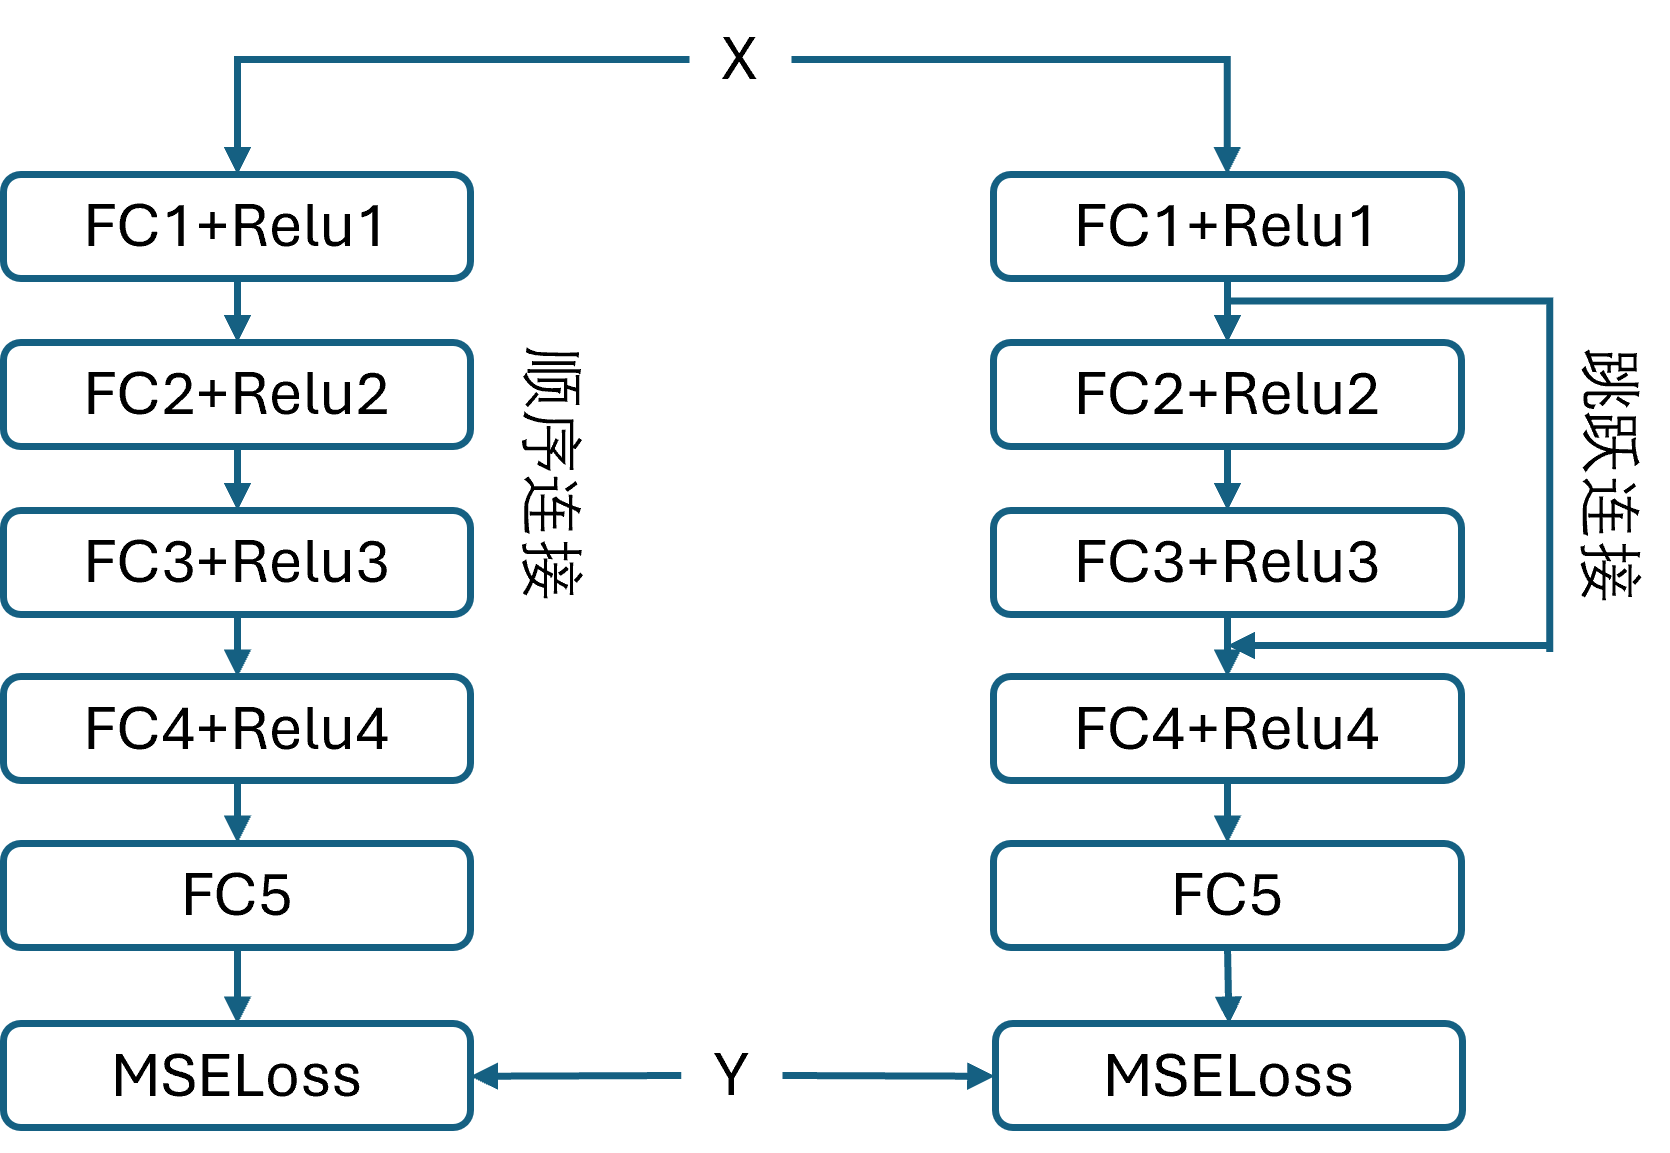 X
FC1+Relu1
FC2+Relu2
FC3+Relu3
FC4+Relu4
FC5
MSELoss
顺序连接
FC1+Relu1
FC2+Relu2
FC3+Relu3
FC4+Relu4
FC5
MSELoss
跳跃连接
Y